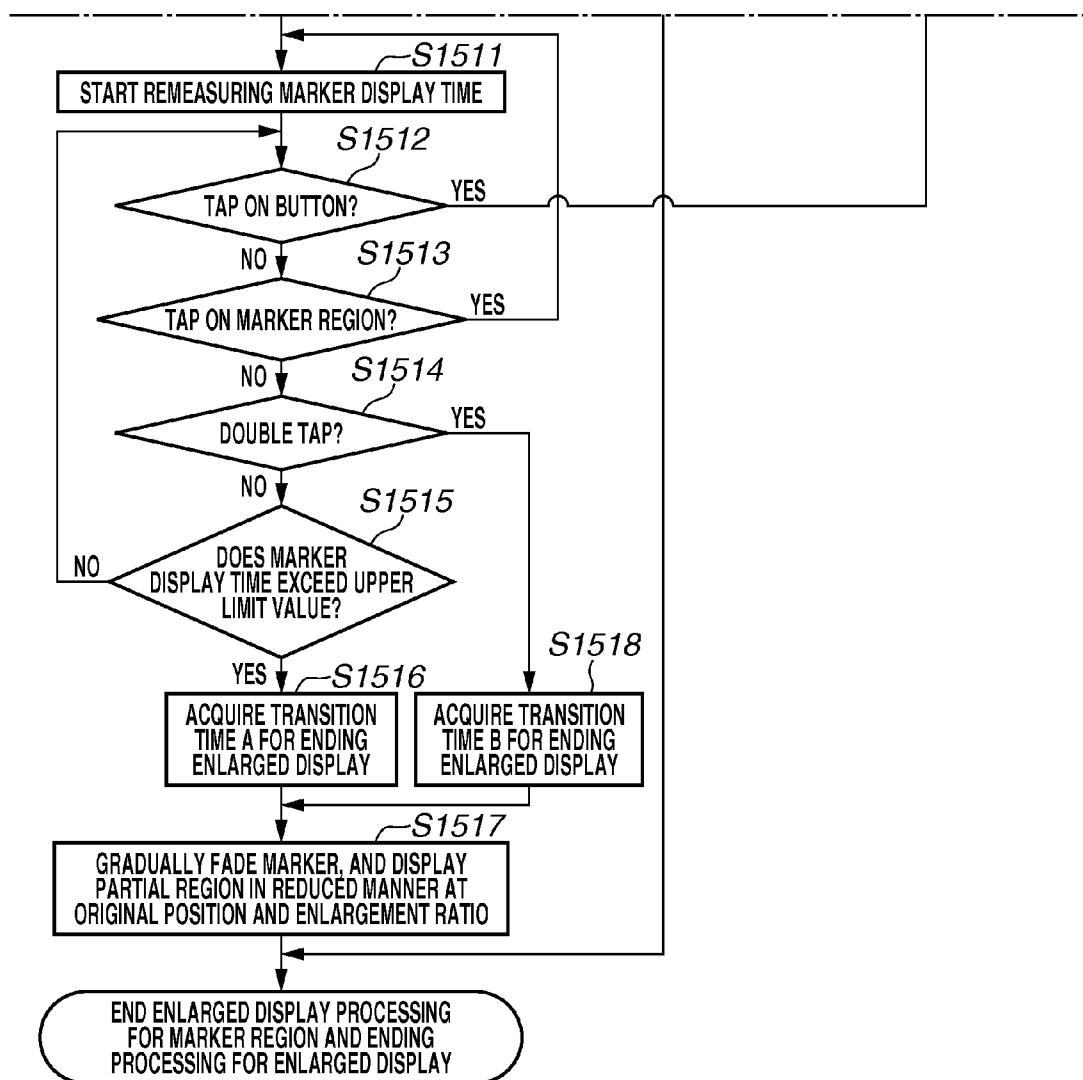 S1511
START REMEASURING MARKER DISPLAY TIME
S1512
TAP ON BUTTON?
YES
NO
S1513
TAP ON MARKER REGION?
YES
NO
S1514
DOUBLE TAP?
YES
NO
S1515
DOES MARKER
DISPLAY TIME EXCEED UPPER
LIMIT VALUE?
NO
YES
S1516
ACQUIRE TRANSITION
TIME A FOR ENDING
ENLARGED DISPLAY
S1518
ACQUIRE TRANSITION
TIME B FOR ENDING
ENLARGED DISPLAY
S1517
GRADUALLY FADE MARKER, AND DISPLAY
PARTIAL REGION IN REDUCED MANNER AT
ORIGINAL POSITION AND ENLARGEMENT RATIO
END ENLARGED DISPLAY PROCESSING
FOR MARKER REGION AND ENDING
PROCESSING FOR ENLARGED DISPLAY